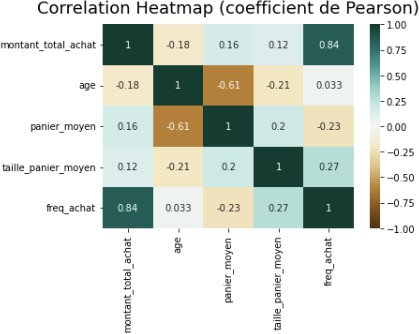 Correlation Heatmap (coefficient de Pearson)
montant_total_achat 1 -0.18 0.16 0.12 0.84
age -0.18 1 -0.61 -0.21 0.033
panier_moyen 0.16 -0.61 1 0.2 -0.23
taille_panier_moyen 0.12 -0.21 0.2 1 0.27
freq_achat 0.84 0.033 -0.23 0.27 1
montant_total_achat
age
panier_moyen
taille_panier_moyen
freq_achat
1.00
0.75
0.50
0.25
0.00
-0.25
-0.50
-0.75
-1.00